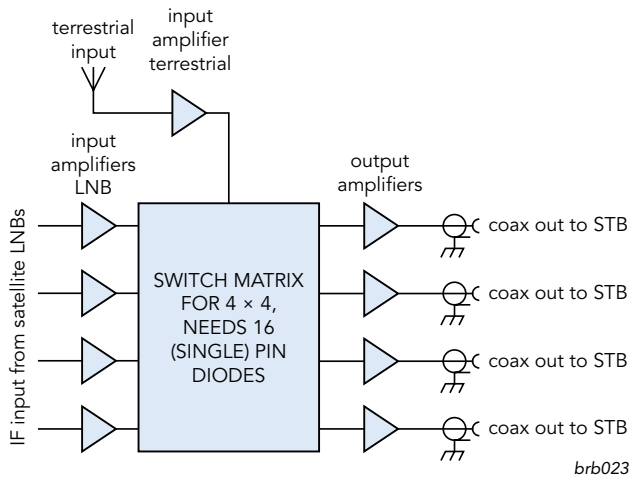 terrestrial
input
input
amplifier
terrestrial
input
amplifiers
LNB
output
amplifiers
IF input from satellite LNBs
SWITCH MATRIX
FOR 4 × 4,
NEEDS 16
(SINGLE) PIN
DIODES
coax out to STB
coax out to STB
coax out to STB
coax out to STB
brb023